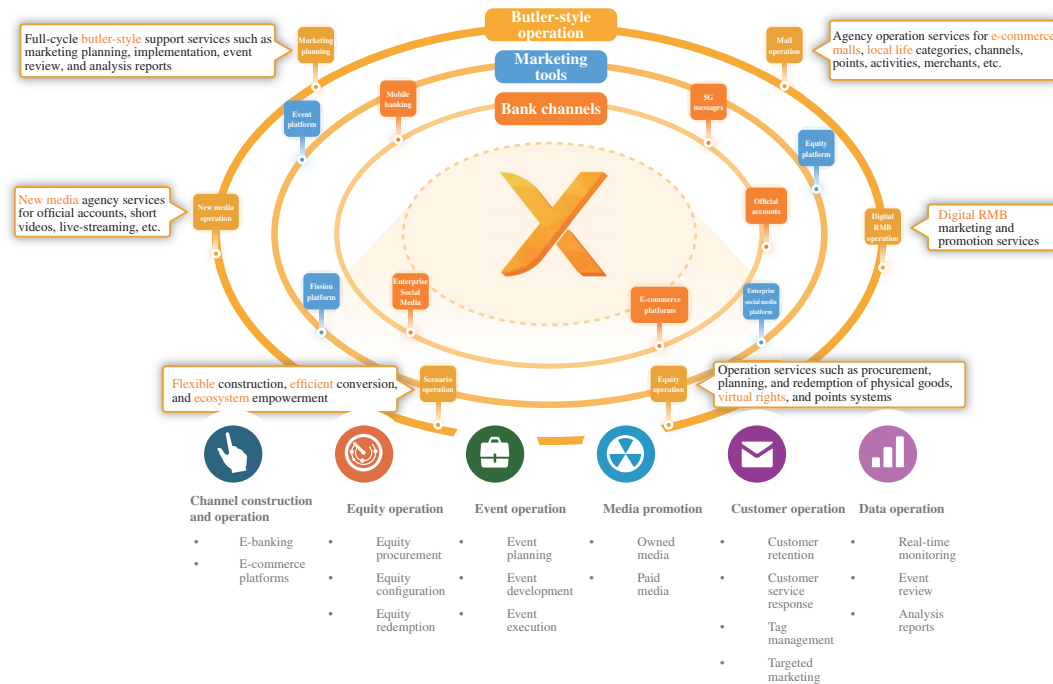 Butler-style
operation
Marketing
tools
Bank channels
Full-cycle butler-style support services such as
marketing planning, implementation, event
review, and analysis reports
Marketing
planning
Mall
operation
Agency operation services for e-commerce
malls, local life categories, channels,
points, activities, merchants, etc.
Mobile
banking
5G
messages
Event
platform
Equity
platform
New media agency services
for official accounts, short
videos, live-streaming, etc.
New media
operation
Official
accounts
Digital
RMB
operation
Digital RMB
marketing and
promotion services
Fission
platform
Enterprise
Social
Media
E-commerce
platforms
Enterprise
social media
platform
Flexible construction, efficient conversion,
and ecosystem empowerment
Scenario
operation
Equity
operation
Operation services such as procurement,
planning, and redemption of physical goods,
virtual rights, and points systems
Channel construction
and operation
• E-banking
• E-commerce
platforms
Equity operation
• Equity
procurement
• Equity
configuration
• Equity
redemption
Event operation
• Event
planning
• Event
development
• Event
execution
Media promotion
• Owned
media
• Paid
media
Customer operation
• Customer
retention
• Customer
service
response
• Tag
management
• Targeted
marketing
Data operation
• Real-time
monitoring
• Event
review
• Analysis
reports